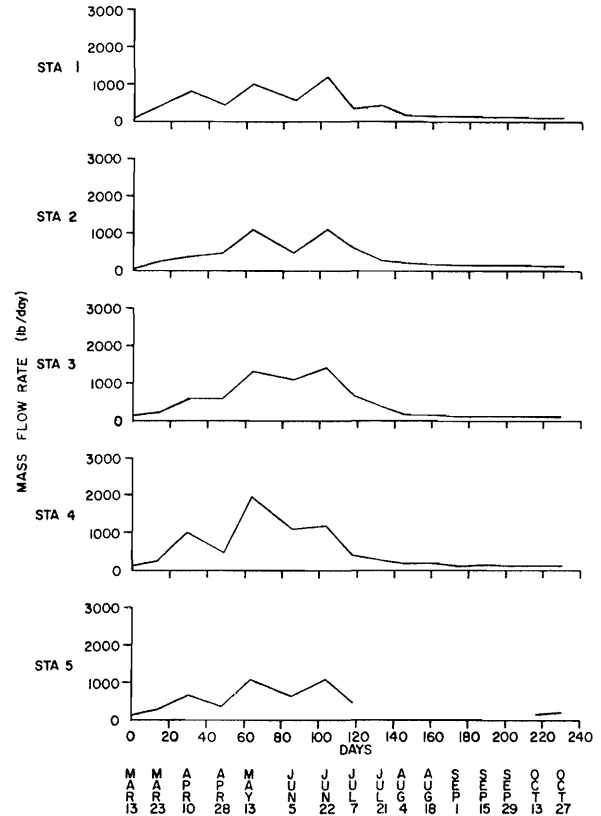 3000
2000
STA 1
1000
0
3000
2000
STA 2
1000
0
MASS FLOW RATE (lb/day)
3000
2000
STA 3
1000
0
3000
2000
STA 4
1000
0
3000
2000
STA 5
1000
0
0 20 40 60 80 100 120 140 160 180 200 220 240
DAYS
MAR 13
MAR 23
APR 10
APR 28
MAY 13
JUN 5
JUN 22
JUL 7
JUL 21
AUG 4
AUG 18
SEP 1
SEP 15
SEP 29
OCT 13
OCT 27